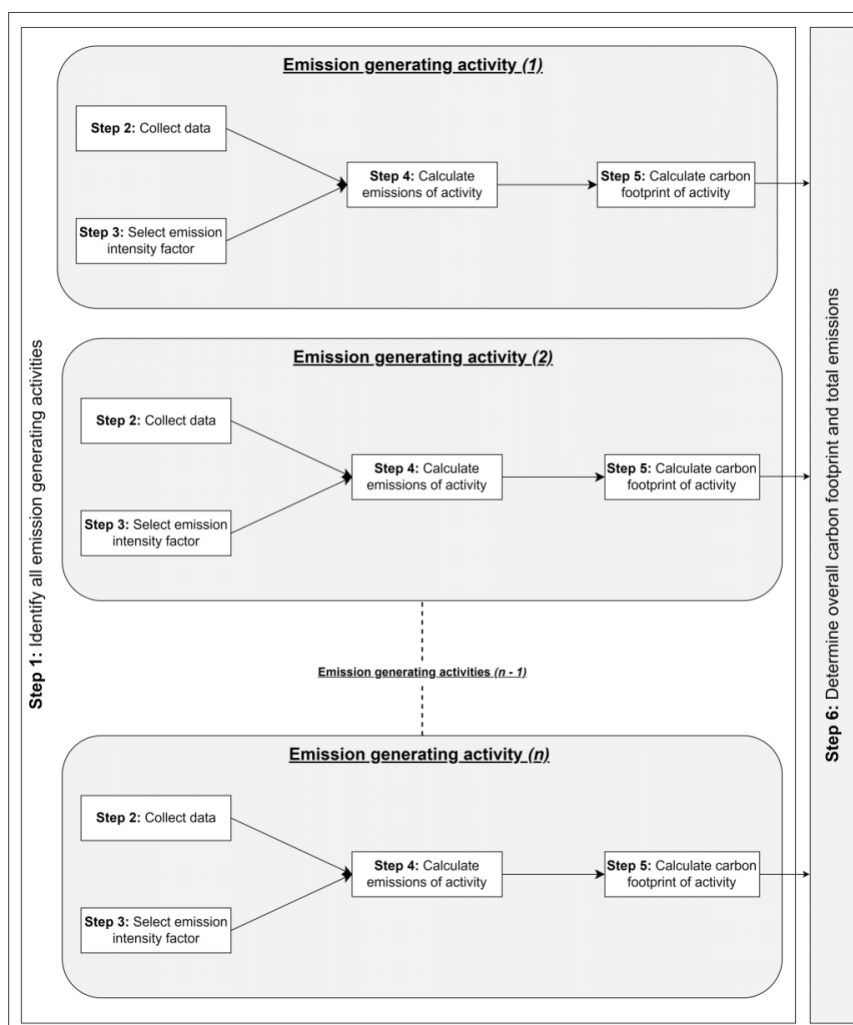 Step 1: Identify all emission generating activities
Emission generating activity (1)
Step 2: Collect data
Step 3: Select emission
intensity factor
Step 4: Calculate
emissions of activity
Step 5: Calculate carbon
footprint of activity
Emission generating activity (2)
Step 2: Collect data
Step 3: Select emission
intensity factor
Step 4: Calculate
emissions of activity
Step 5: Calculate carbon
footprint of activity
Emission generating activities (n - 1)
Emission generating activity (n)
Step 2: Collect data
Step 3: Select emission
intensity factor
Step 4: Calculate
emissions of activity
Step 5: Calculate carbon
footprint of activity
Step 6: Determine overall carbon footprint and total emissions